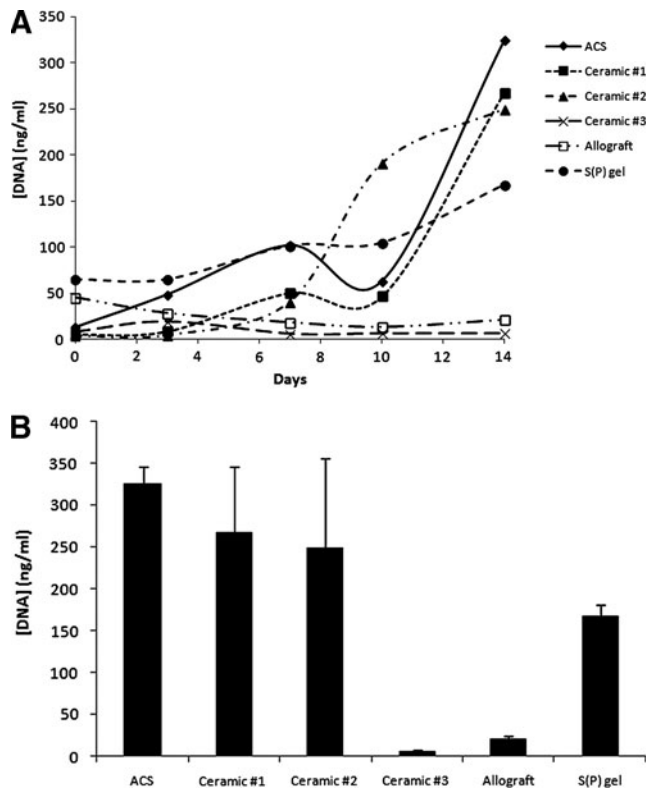 A
350
300
250
200
150
100
50
0
[DNA] (ng/ml)
0 2 4 6 8 10 12 14
Days
ACS
Ceramic #1
Ceramic #2
Ceramic #3
Allograft
S(P) gel
B
400
350
300
250
200
150
100
50
0
[DNA] (ng/ml)
ACS Ceramic #1 Ceramic #2 Ceramic #3 Allograft S(P) gel